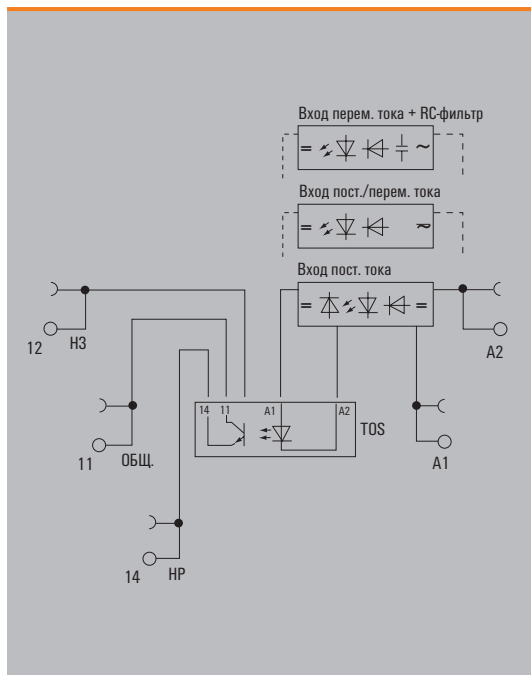 Вход перем. тока + RC-фильтр
= ~
Вход пост./перем. тока
=
Вход пост. тока
= =
12 НЗ
A2
14 11 A1 A2
TOS
11 ОБЩ.
A1
14 НР